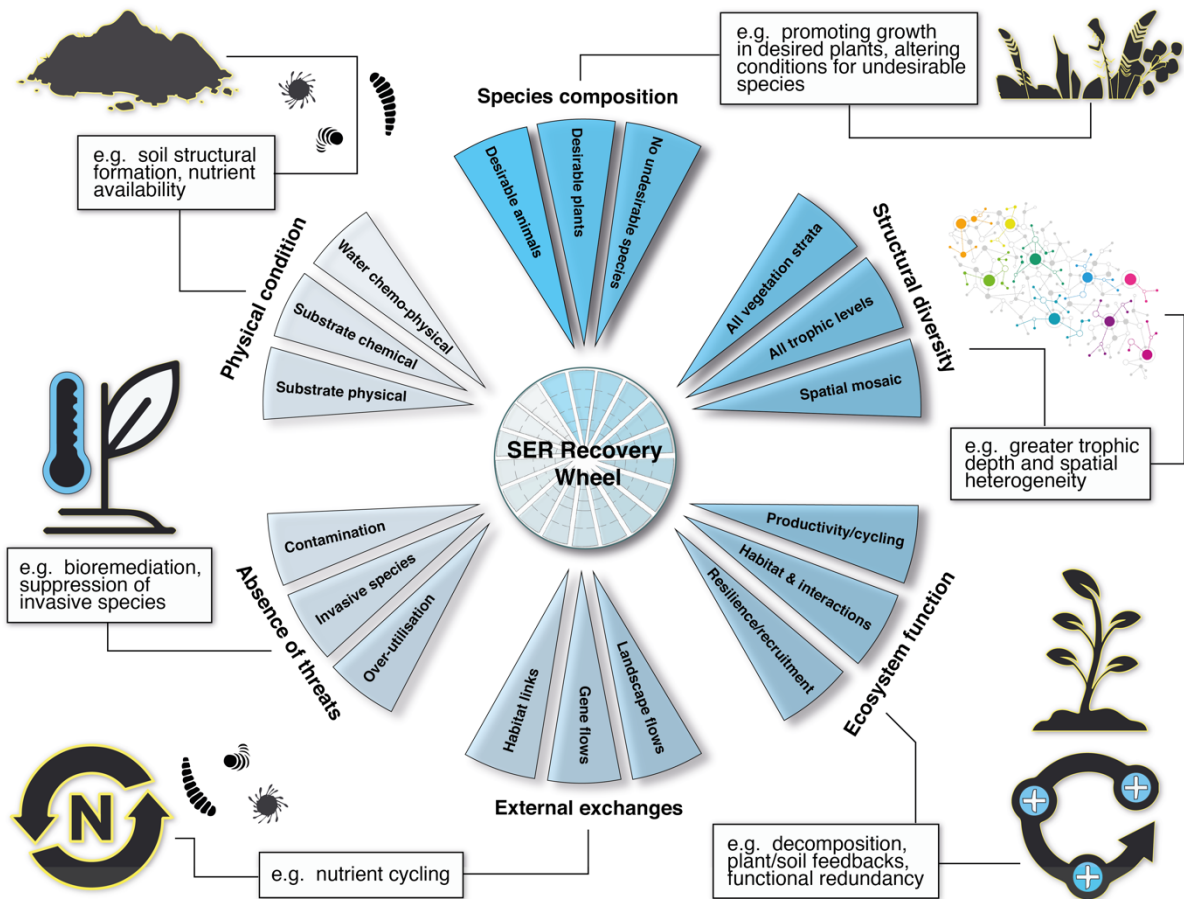 e.g. promoting growth
in desired plants, altering
conditions for undesirable
species
Species composition
Desirable animals
Desirable plants
No undesirable species
e.g. soil structural
formation, nutrient
availability
Physical condition
Water chemo-physical
Substrate chemical
Substrate physical
Structural diversity
All vegetation strata
All trophic levels
Spatial mosaic
e.g. greater trophic
depth and spatial
heterogeneity
SER Recovery
Wheel
Absence of threats
Contamination
Invasive species
Over-utilisation
e.g. bioremediation,
suppression of
invasive species
Ecosystem function
Productivity/cycling
Habitat & interactions
Resilience/recruitment
Habitat links
Gene flows
Landscape flows
External exchanges
N
e.g. nutrient cycling
e.g. decomposition,
plant/soil feedbacks,
functional redundancy